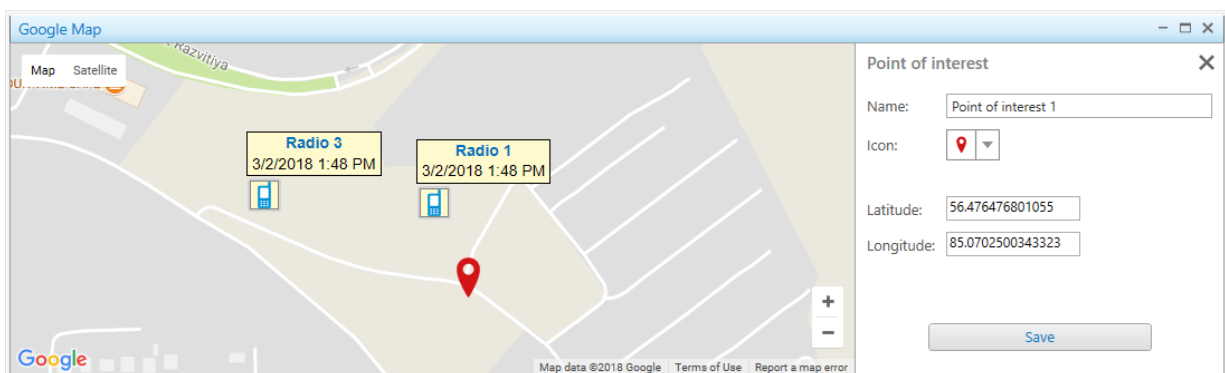 Google Map
Razvitiya
Map Satellite
Radio 3
3/2/2018 1:48 PM
Radio 1
3/2/2018 1:48 PM
Google
Map data ©2018 Google Terms of Use Report a map error
Point of interest
Name: Point of interest 1
Icon:
Latitude: 56.476476801055
Longitude: 85.0702500343323
Save